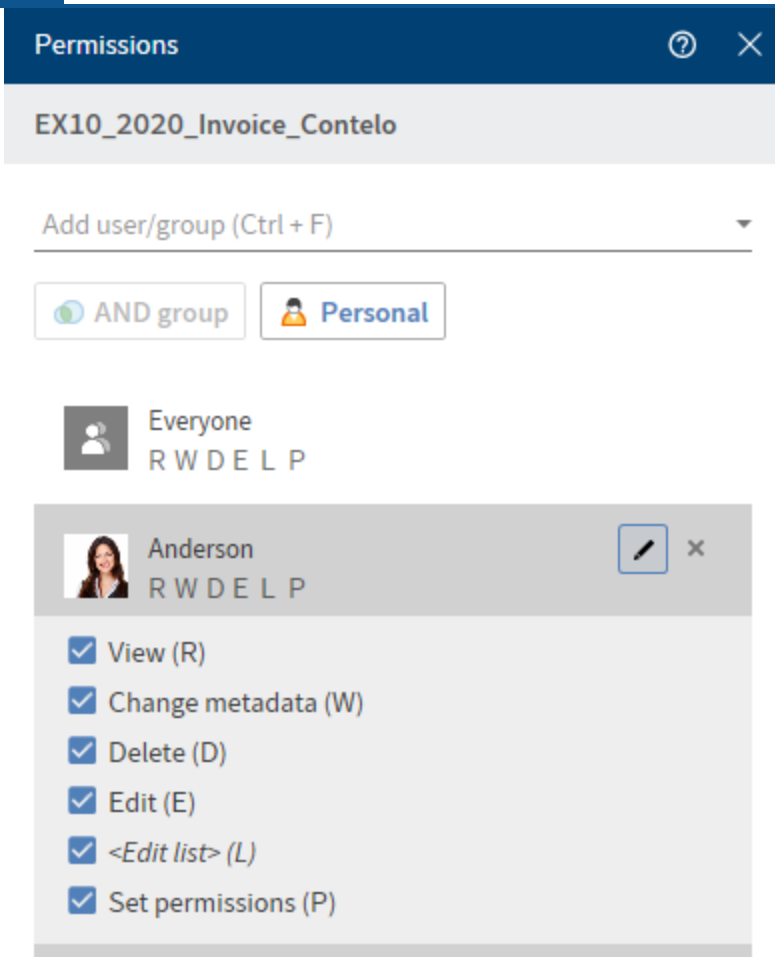 Permissions
EX10_2020_Invoice_Contelo
Add user/group (Ctrl + F)
AND group Personal
Everyone
R W D E L P
Anderson
R W D E L P
View (R)
Change metadata (W)
Delete (D)
Edit (E)
<Edit list> (L)
Set permissions (P)